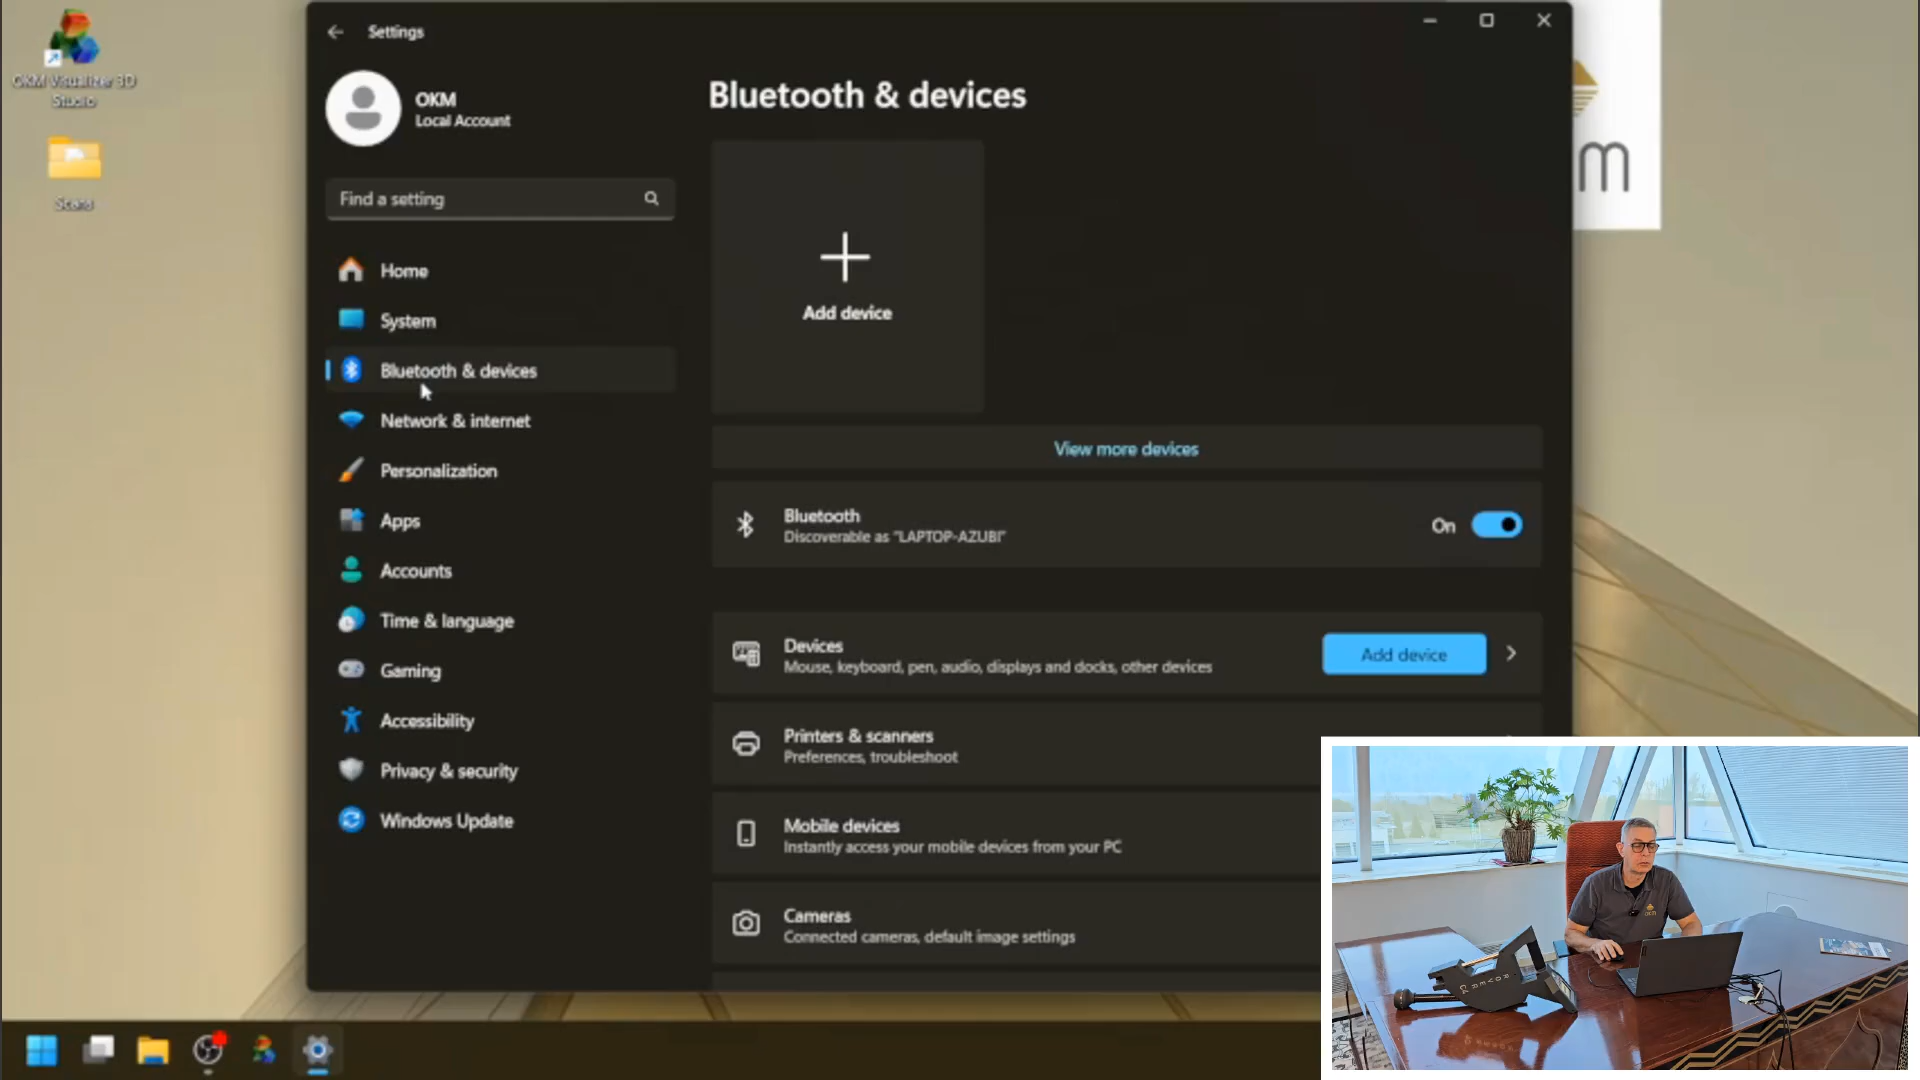 OKM Visualizer 3D
Studio
Scans
Settings
OKM
Local Account
Find a setting
Home
System
Bluetooth & devices
Network & internet
Personalization
Apps
Accounts
Time & language
Gaming
Accessibility
Privacy & security
Windows Update
Bluetooth & devices
Add device
View more devices
Bluetooth
Discoverable as "LAPTOP-AZUBI"
On
Devices
Mouse, keyboard, pen, audio, displays and docks, other devices
Add device
Printers & scanners
Preferences, troubleshoot
Mobile devices
Instantly access your mobile devices from your PC
Cameras
Connected cameras, default image settings
m
ROVER C4